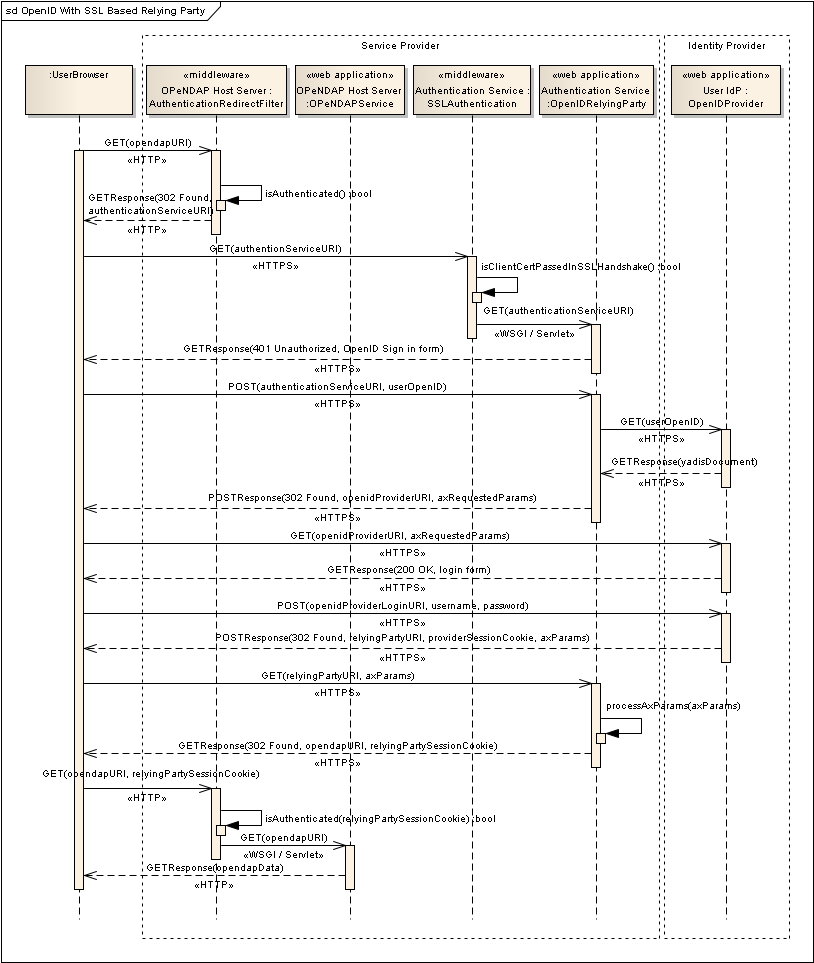 sd OpenID With SSL Based Relying Party
Service Provider
Identity Provider
:UserBrowser
«middleware»
OPeNDAP Host Server :
AuthenticationRedirectFilter
«web application»
OPeNDAP Host Server
:OPeNDAPService
«middleware»
Authentication Service :
SSLAuthentication
«web application»
Authentication Service
:OpenIDRelyingParty
«web application»
User IdP :
OpenIDProvider
GET(opendapURI)
«HTTP»
isAuthenticated() :bool
GETResponse(302 Found,
authenticationServiceURI)
«HTTP»
GET(authentionServiceURI)
«HTTPS»
isClientCertPassedInSSLHandshake() :bool
GET(authenticationServiceURI)
«WSGI / Servlet»
GETResponse(401 Unauthorized, OpenID Sign in form)
«HTTPS»
POST(authenticationServiceURI, userOpenID)
«HTTPS»
GET(userOpenID)
«HTTPS»
GETResponse(yadisDocument)
«HTTPS»
POSTResponse(302 Found, openidProviderURI, axRequestedParams)
«HTTPS»
GET(openidProviderURI, axRequestedParams)
«HTTPS»
GETResponse(200 OK, login form)
«HTTPS»
POST(openidProviderLoginURI, username, password)
«HTTPS»
POSTResponse(302 Found, relyingPartyURI, providerSessionCookie, axParams)
«HTTPS»
GET(relyingPartyURI, axParams)
«HTTPS»
processAxParams(axParams)
GETResponse(302 Found, opendapURI, relyingPartySessionCookie)
«HTTPS»
GET(opendapURI, relyingPartySessionCookie)
«HTTP»
isAuthenticated(relyingPartySessionCookie) :bool
GET(opendapURI)
«WSGI / Servlet»
GETResponse(opendapData)
«HTTP»